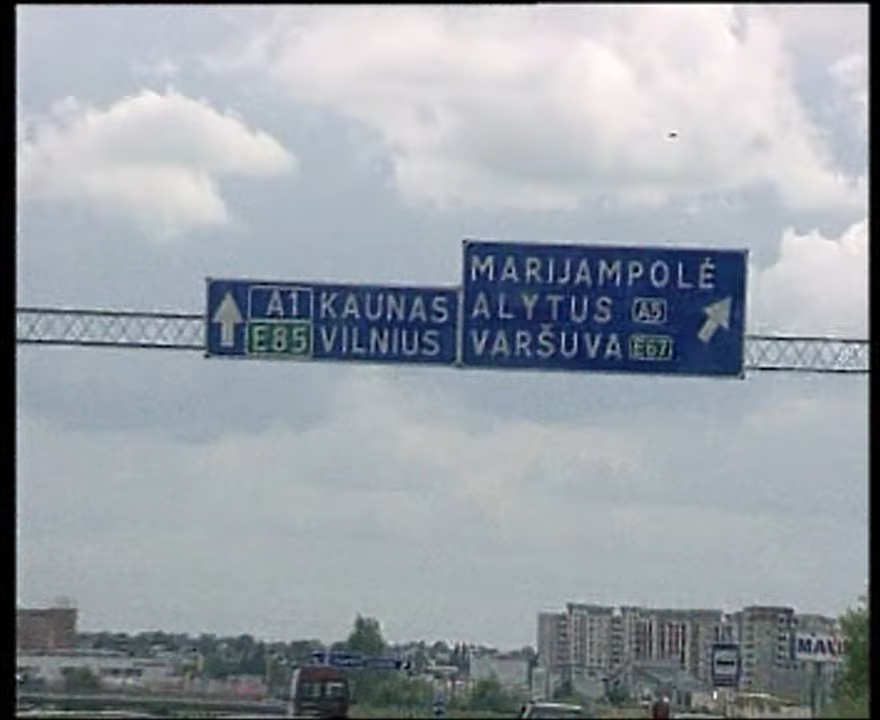 A1 KAUNAS
E85 VILNIUS
MARIJAMPOLĖ
ALYTUS A5
VARŠUVA E67